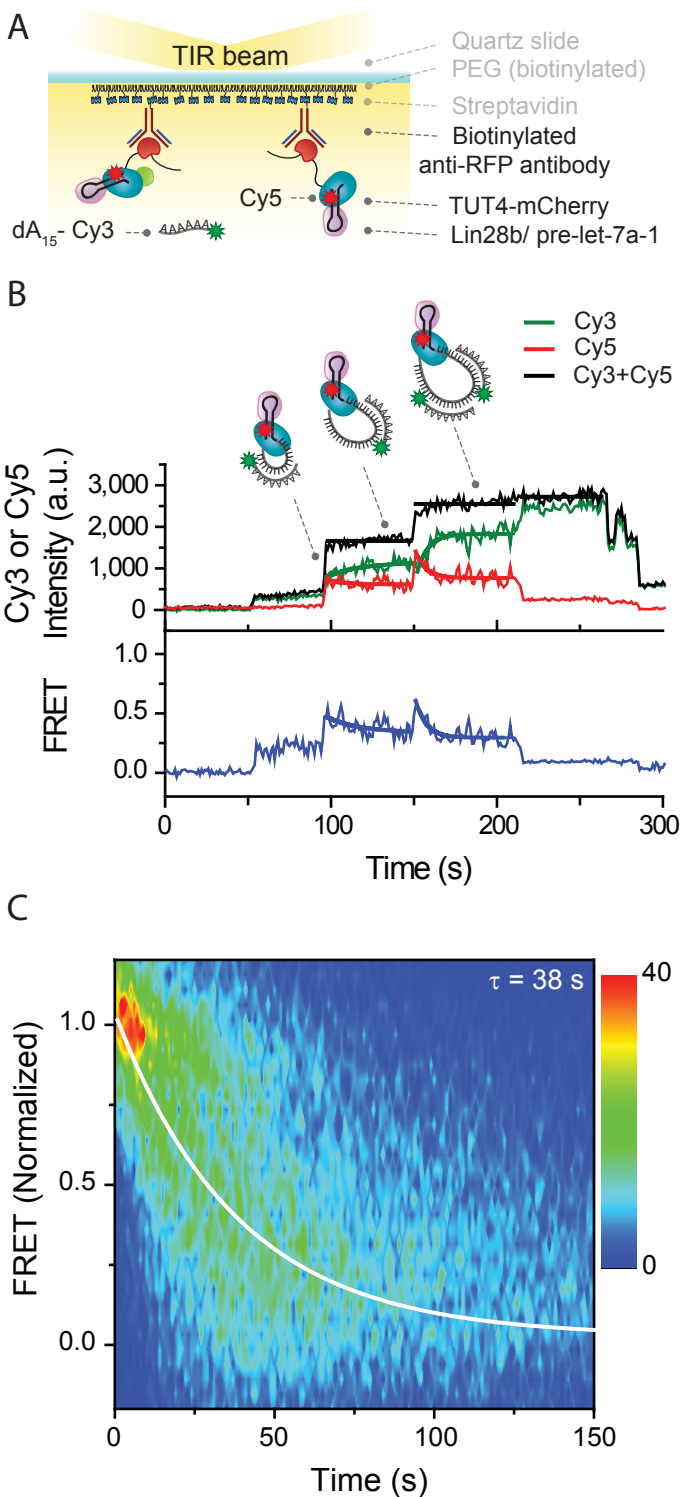 A
TIR beam
Quartz slide
PEG (biotinylated)
Streptavidin
Biotinylated
anti-RFP antibody
Cy5
TUT4-mCherry
dA15- Cy3
AAAAAA
Lin28b/ pre-let-7a-1
B
Cy3
Cy5
Cy3+Cy5
Cy3 or Cy5
Intensity (a.u.)
3,000
2,000
1,000
0
FRET
1.0
0.5
0.0
0
100
200
300
Time (s)
C
τ = 38 s
40
0
FRET (Normalized)
1.0
0.5
0.0
0
50
100
150
Time (s)